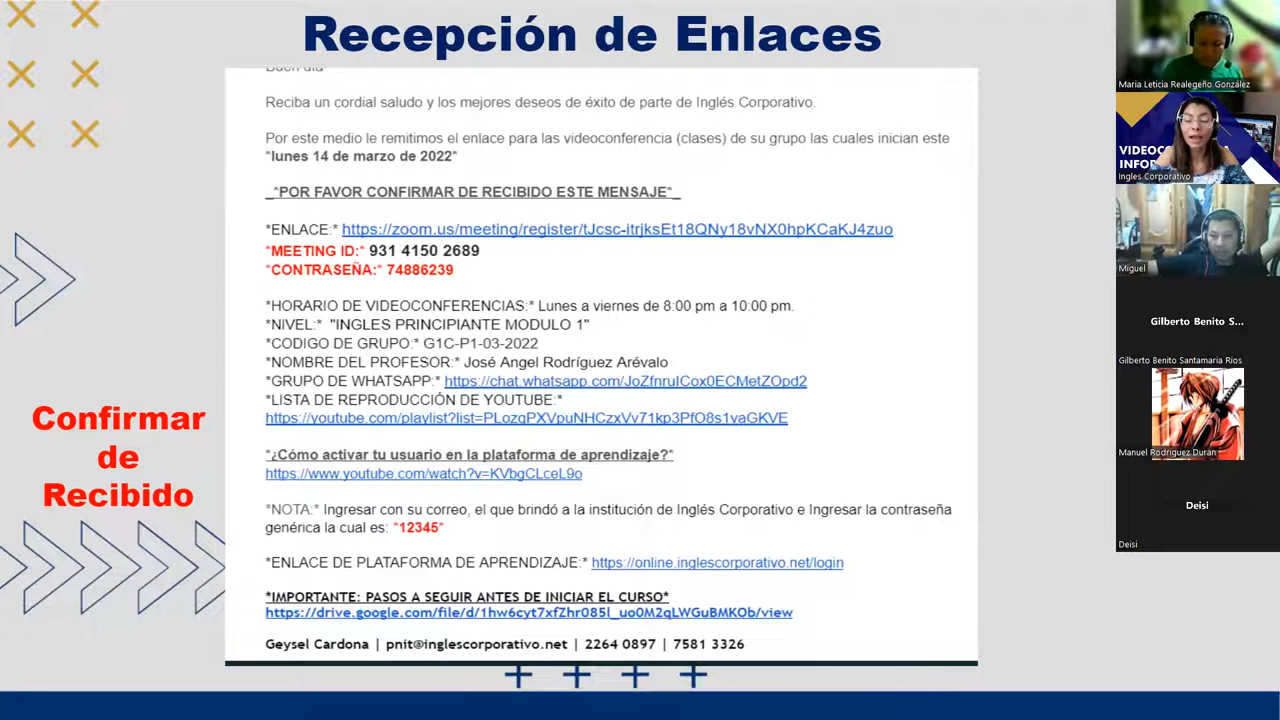 Recepción de Enlaces
Buen día
Reciba un cordial saludo y los mejores deseos de éxito de parte de Inglés Corporativo.
Por este medio le remitimos el enlace para las videoconferencia (clases) de su grupo las cuales inician este
*lunes 14 de marzo de 2022*
_*POR FAVOR CONFIRMAR DE RECIBIDO ESTE MENSAJE*_
*ENLACE:* https://zoom.us/meeting/register/tJcsc-itrjksEt18QNy18vNX0hpKCaKJ4zuo
*MEETING ID:* 931 4150 2689
*CONTRASEÑA:* 74886239
*HORARIO DE VIDEOCONFERENCIAS:* Lunes a viernes de 8:00 pm a 10:00 pm.
*NIVEL:* "INGLES PRINCIPIANTE MODULO 1"
*CODIGO DE GRUPO:* G1C-P1-03-2022
*NOMBRE DEL PROFESOR:* José Angel Rodríguez Arévalo
*GRUPO DE WHATSAPP:* https://chat.whatsapp.com/JoZfnruICox0ECMetZOpd2
*LISTA DE REPRODUCCIÓN DE YOUTUBE:*
https://youtube.com/playlist?list=PLozqPXVpuNHCzxVv71kp3PfO8s1vaGKVE
*¿Cómo activar tu usuario en la plataforma de aprendizaje?*
https://www.youtube.com/watch?v=KVbgCLceL9o
*NOTA:* Ingresar con su correo, el que brindó a la institución de Inglés Corporativo e Ingresar la contraseña
genérica la cual es: *12345*
*ENLACE DE PLATAFORMA DE APRENDIZAJE:* https://online.inglescorporativo.net/login
*IMPORTANTE: PASOS A SEGUIR ANTES DE INICIAR EL CURSO*
https://drive.google.com/file/d/1hw6cyt7xfZhr085l_uo0M2qLWGuBMKOb/view
Geysel Cardona | pnit@inglescorporativo.net | 2264 0897 | 7581 3326
Confirmar
de
Recibido
Maria Leticia Realegeño González
VIDEOCO
INFOR
Ingles Corporativo
Miguel
Gilberto Benito S...
Gilberto Benito Santamaria Rios
Manuel Rodriguez Duran
Deisi
Deisi